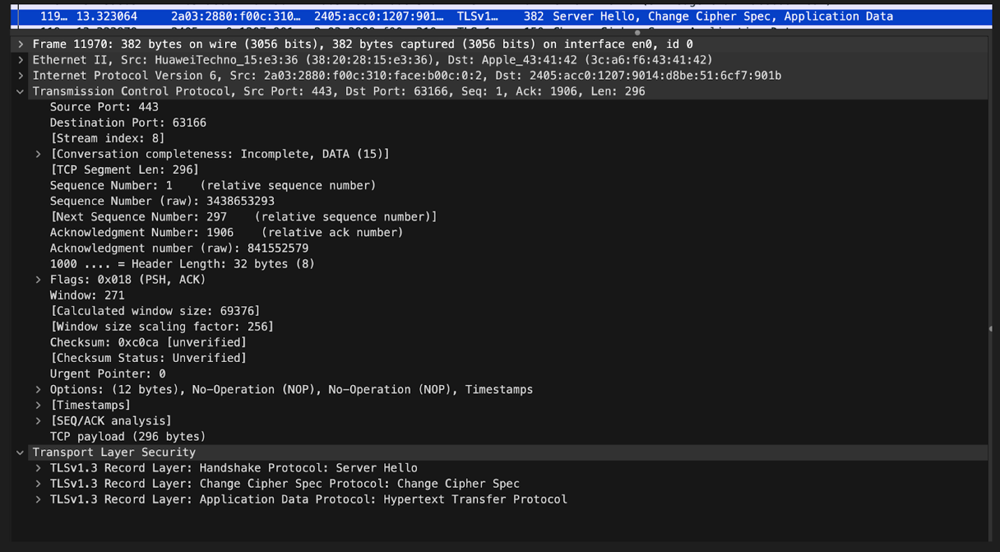 119… 13.323064 2a03:2880:f00c:310… 2405:acc0:1207:901… TLSv1… 382 Server Hello, Change Cipher Spec, Application Data
Frame 11970: 382 bytes on wire (3056 bits), 382 bytes captured (3056 bits) on interface en0, id 0
Ethernet II, Src: HuaweiTechno_15:e3:36 (38:20:28:15:e3:36), Dst: Apple_43:41:42 (3c:a6:f6:43:41:42)
Internet Protocol Version 6, Src: 2a03:2880:f00c:310:face:b00c:0:2, Dst: 2405:acc0:1207:9014:d8be:51:6cf7:901b
Transmission Control Protocol, Src Port: 443, Dst Port: 63166, Seq: 1, Ack: 1906, Len: 296
Source Port: 443
Destination Port: 63166
[Stream index: 8]
[Conversation completeness: Incomplete, DATA (15)]
[TCP Segment Len: 296]
Sequence Number: 1 (relative sequence number)
Sequence Number (raw): 3438653293
[Next Sequence Number: 297 (relative sequence number)]
Acknowledgment Number: 1906 (relative ack number)
Acknowledgment number (raw): 841552579
1000 .... = Header Length: 32 bytes (8)
Flags: 0x018 (PSH, ACK)
Window: 271
[Calculated window size: 69376]
[Window size scaling factor: 256]
Checksum: 0xc0ca [unverified]
[Checksum Status: Unverified]
Urgent Pointer: 0
Options: (12 bytes), No-Operation (NOP), No-Operation (NOP), Timestamps
[Timestamps]
[SEQ/ACK analysis]
TCP payload (296 bytes)
Transport Layer Security
TLSv1.3 Record Layer: Handshake Protocol: Server Hello
TLSv1.3 Record Layer: Change Cipher Spec Protocol: Change Cipher Spec
TLSv1.3 Record Layer: Application Data Protocol: Hypertext Transfer Protocol